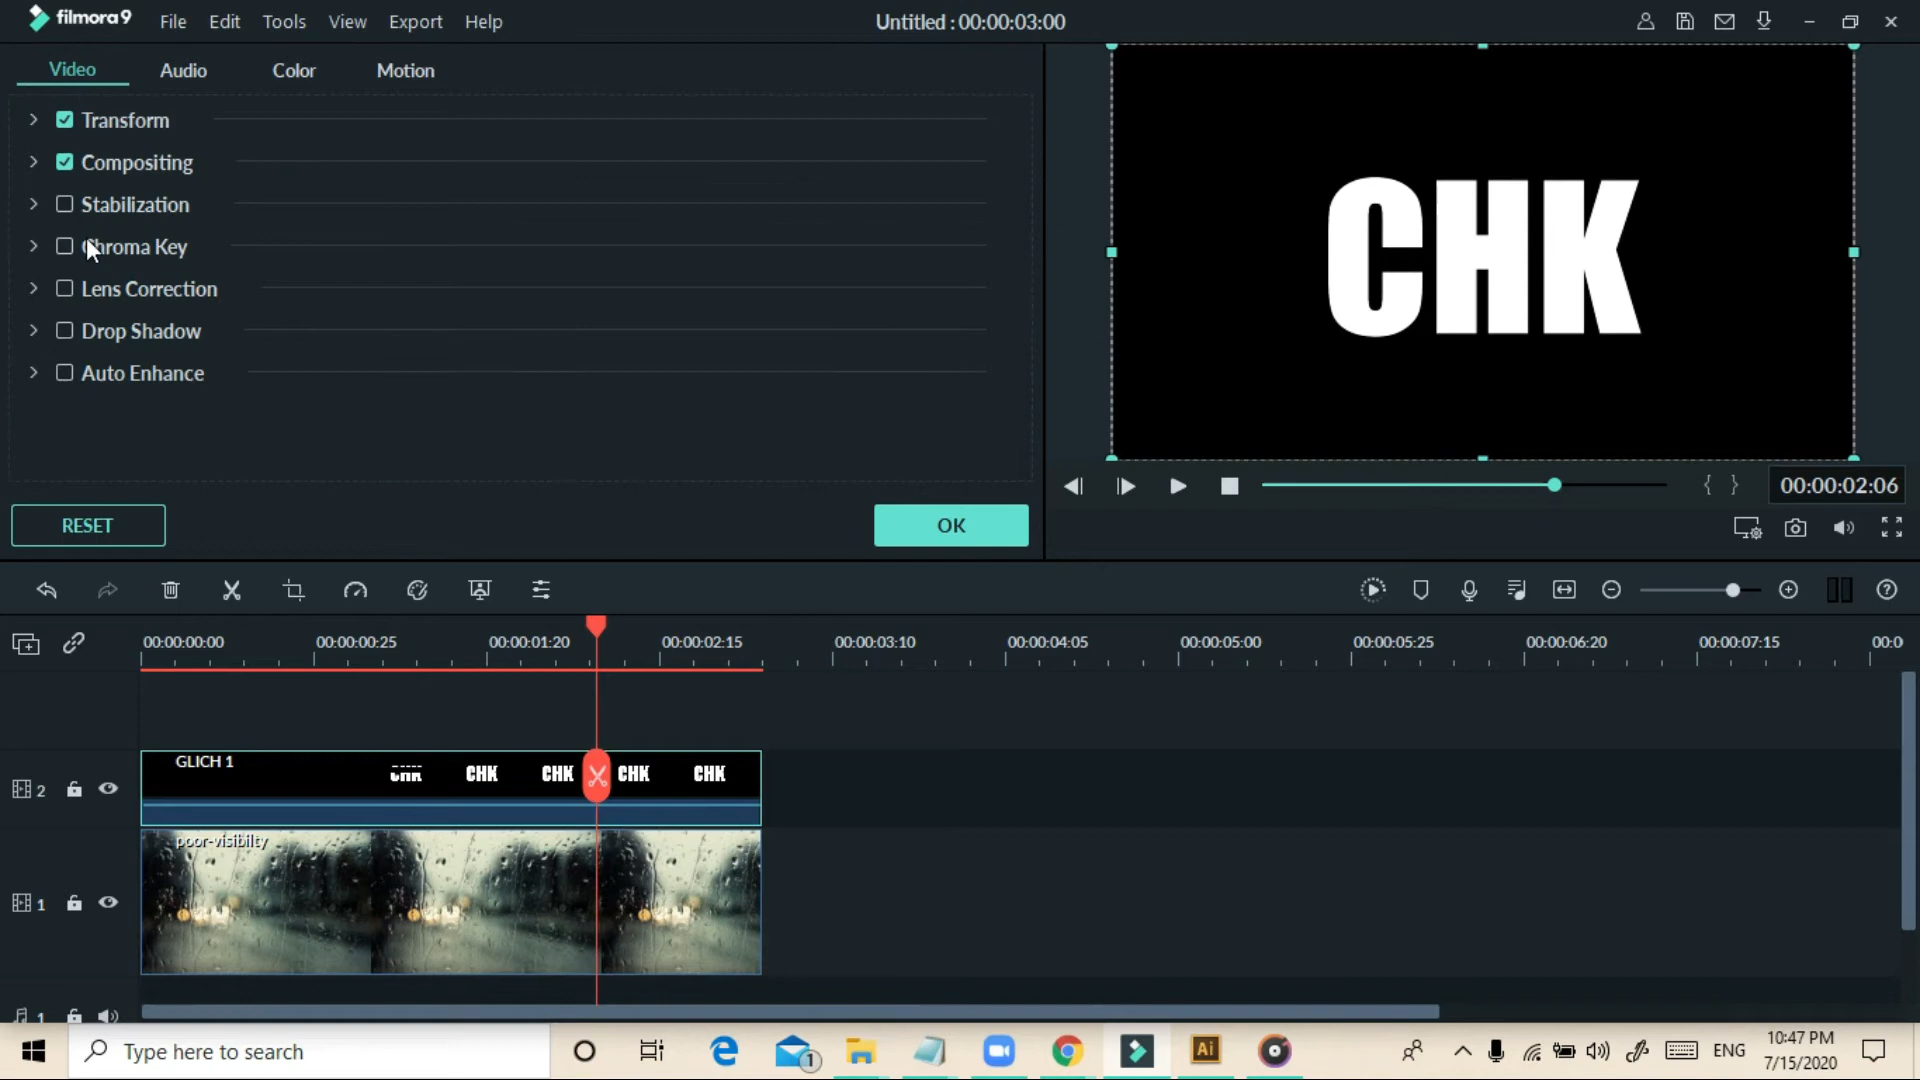 filmora9 File Edit Tools View Export Help Untitled : 00:00:03:00
Video Audio Color Motion
Transform
Compositing
Stabilization
Chroma Key
Lens Correction
Drop Shadow
Auto Enhance
CHK
RESET OK
00:00:02:06
00:00:00:00 00:00:00:25 00:00:01:20 00:00:02:15 00:00:03:10 00:00:04:05 00:00:05:00 00:00:05:25 00:00:06:20 00:00:07:15 00:0
GLICH 1
CHK CHK CHK CHK CHK
2
poor-visibilty
1
1
Type here to search
1
Ai
ENG
10:47 PM
7/15/2020